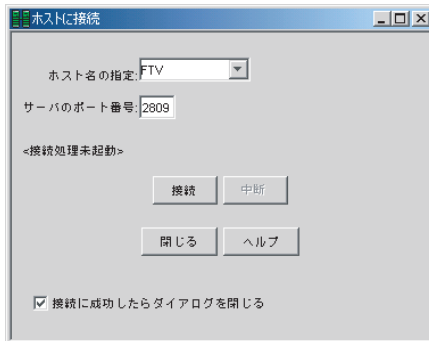 ホストに接続
ホスト名の指定: FTV
サーバのポート番号: 2809
<接続処理未起動>
接続 中断
閉じる ヘルプ
接続に成功したらダイアログを閉じる